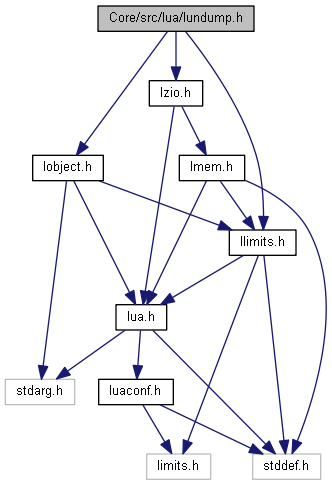 Core/src/lua/lundump.h
lzio.h
lobject.h
lmem.h
llimits.h
lua.h
stdarg.h
luaconf.h
limits.h
stddef.h